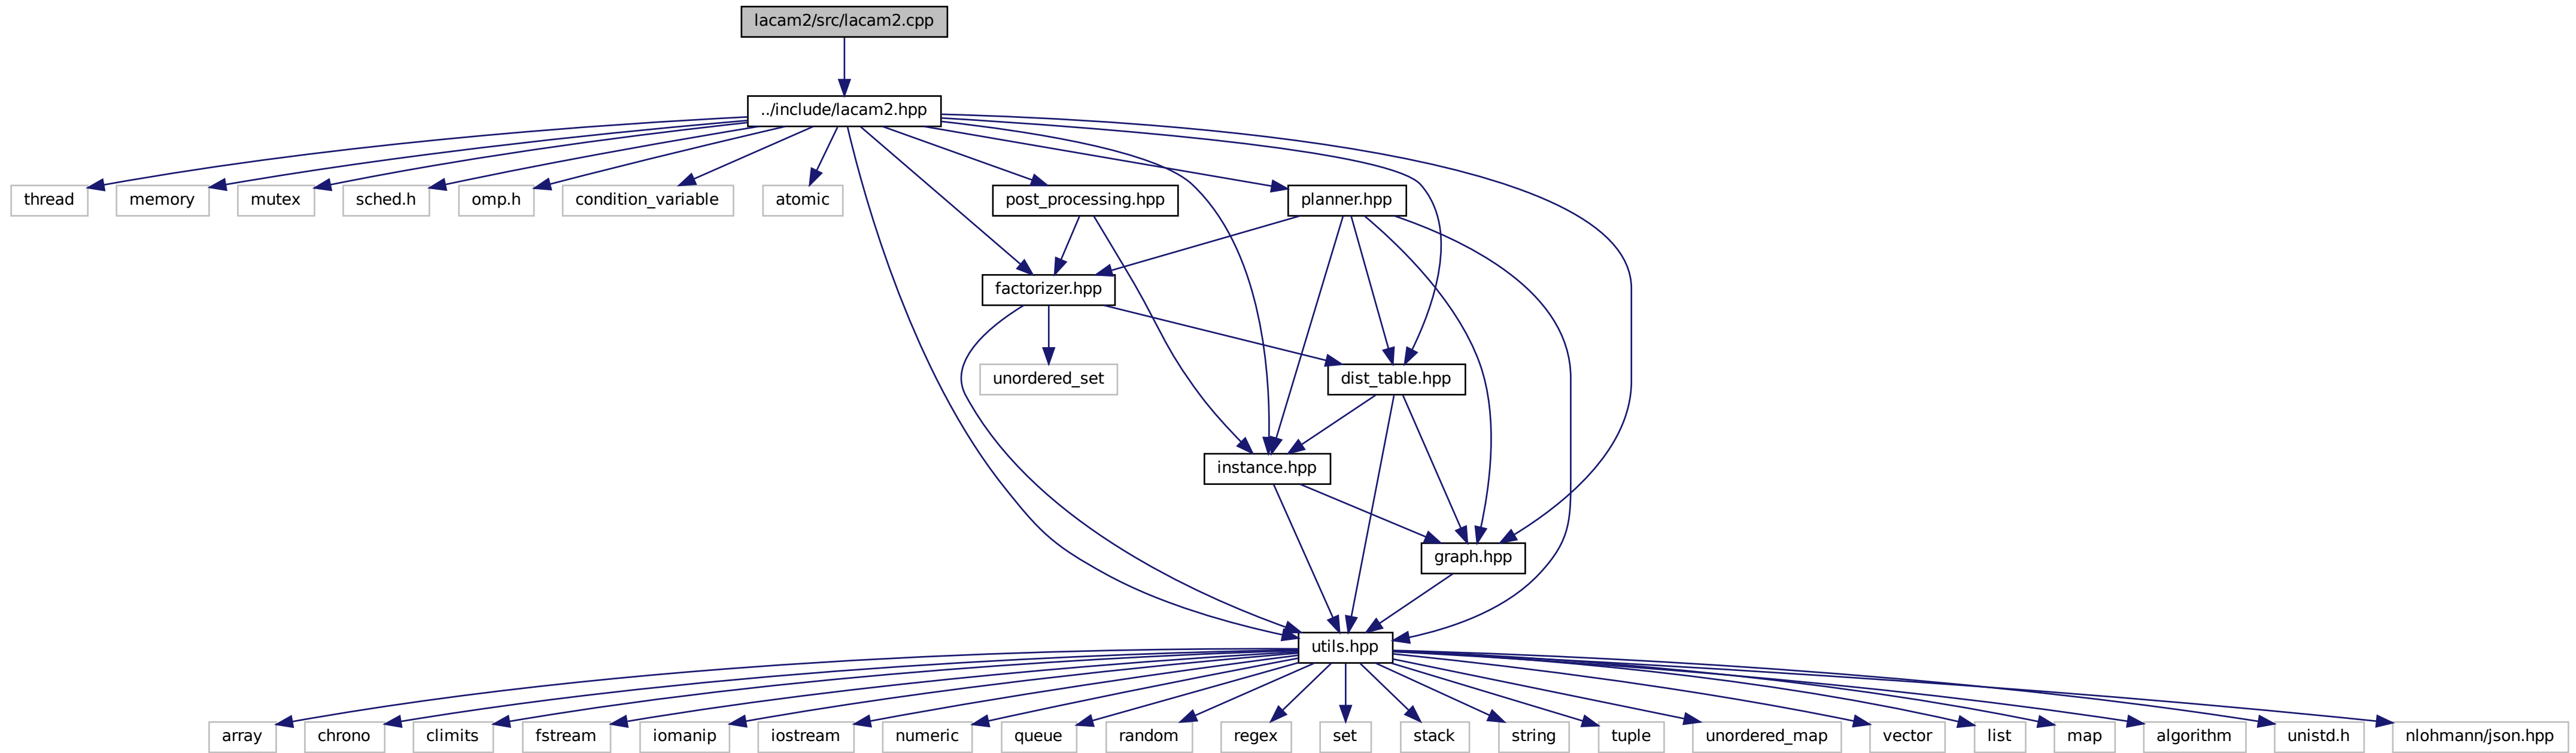 lacam2/src/lacam2.cpp
../include/lacam2.hpp
thread
memory
mutex
sched.h
omp.h
condition_variable
atomic
post_processing.hpp
planner.hpp
factorizer.hpp
unordered_set
dist_table.hpp
instance.hpp
graph.hpp
utils.hpp
array
chrono
climits
fstream
iomanip
iostream
numeric
queue
random
regex
set
stack
string
tuple
unordered_map
vector
list
map
algorithm
unistd.h
nlohmann/json.hpp